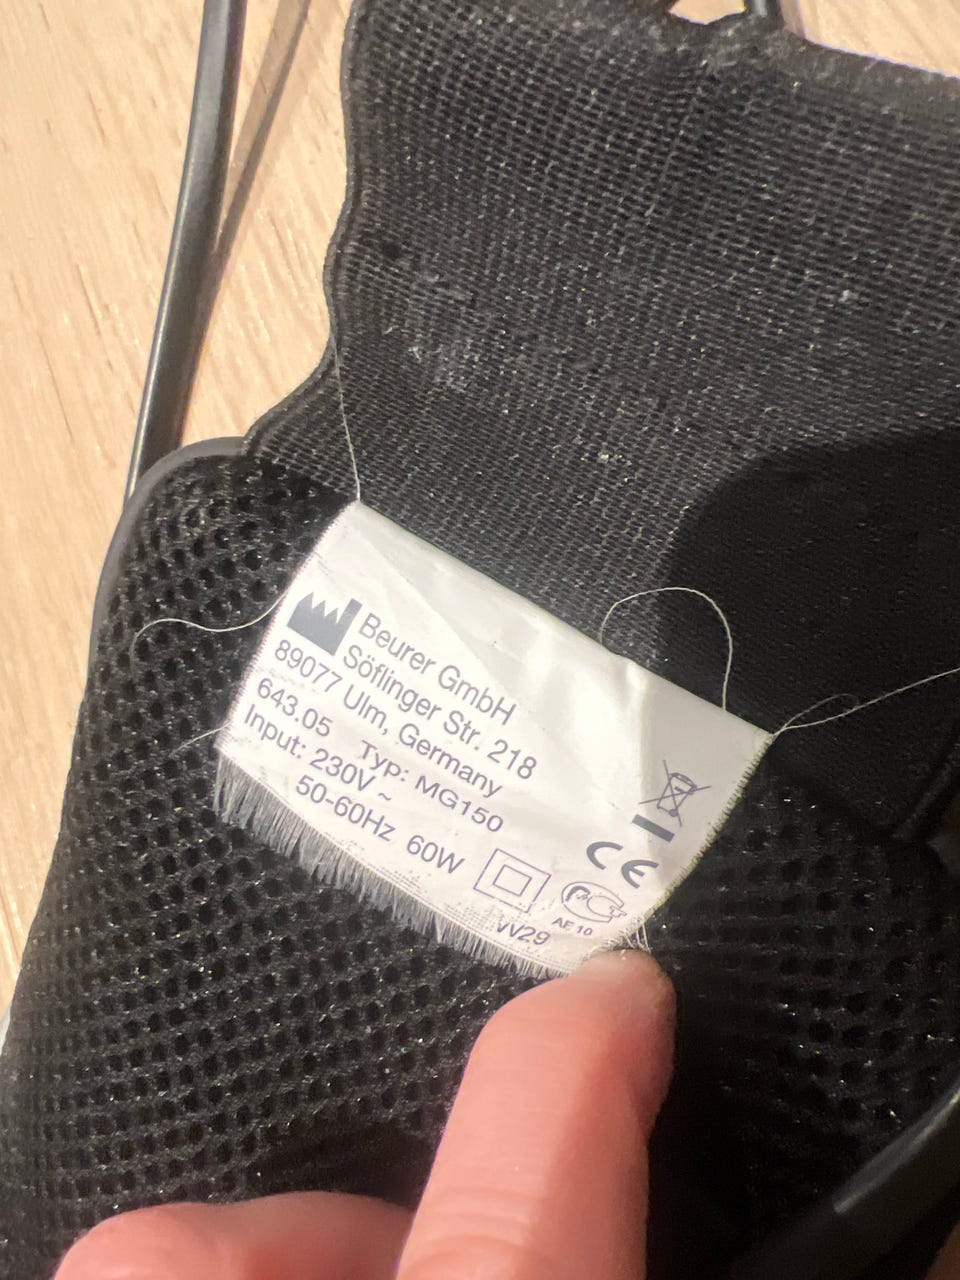 Beurer GmbH
Söflinger Str. 218
89077 Ulm, Germany
643.05 Typ: MG150
Input: 230V ~
50-60Hz 60W
CE
PC
AE 10